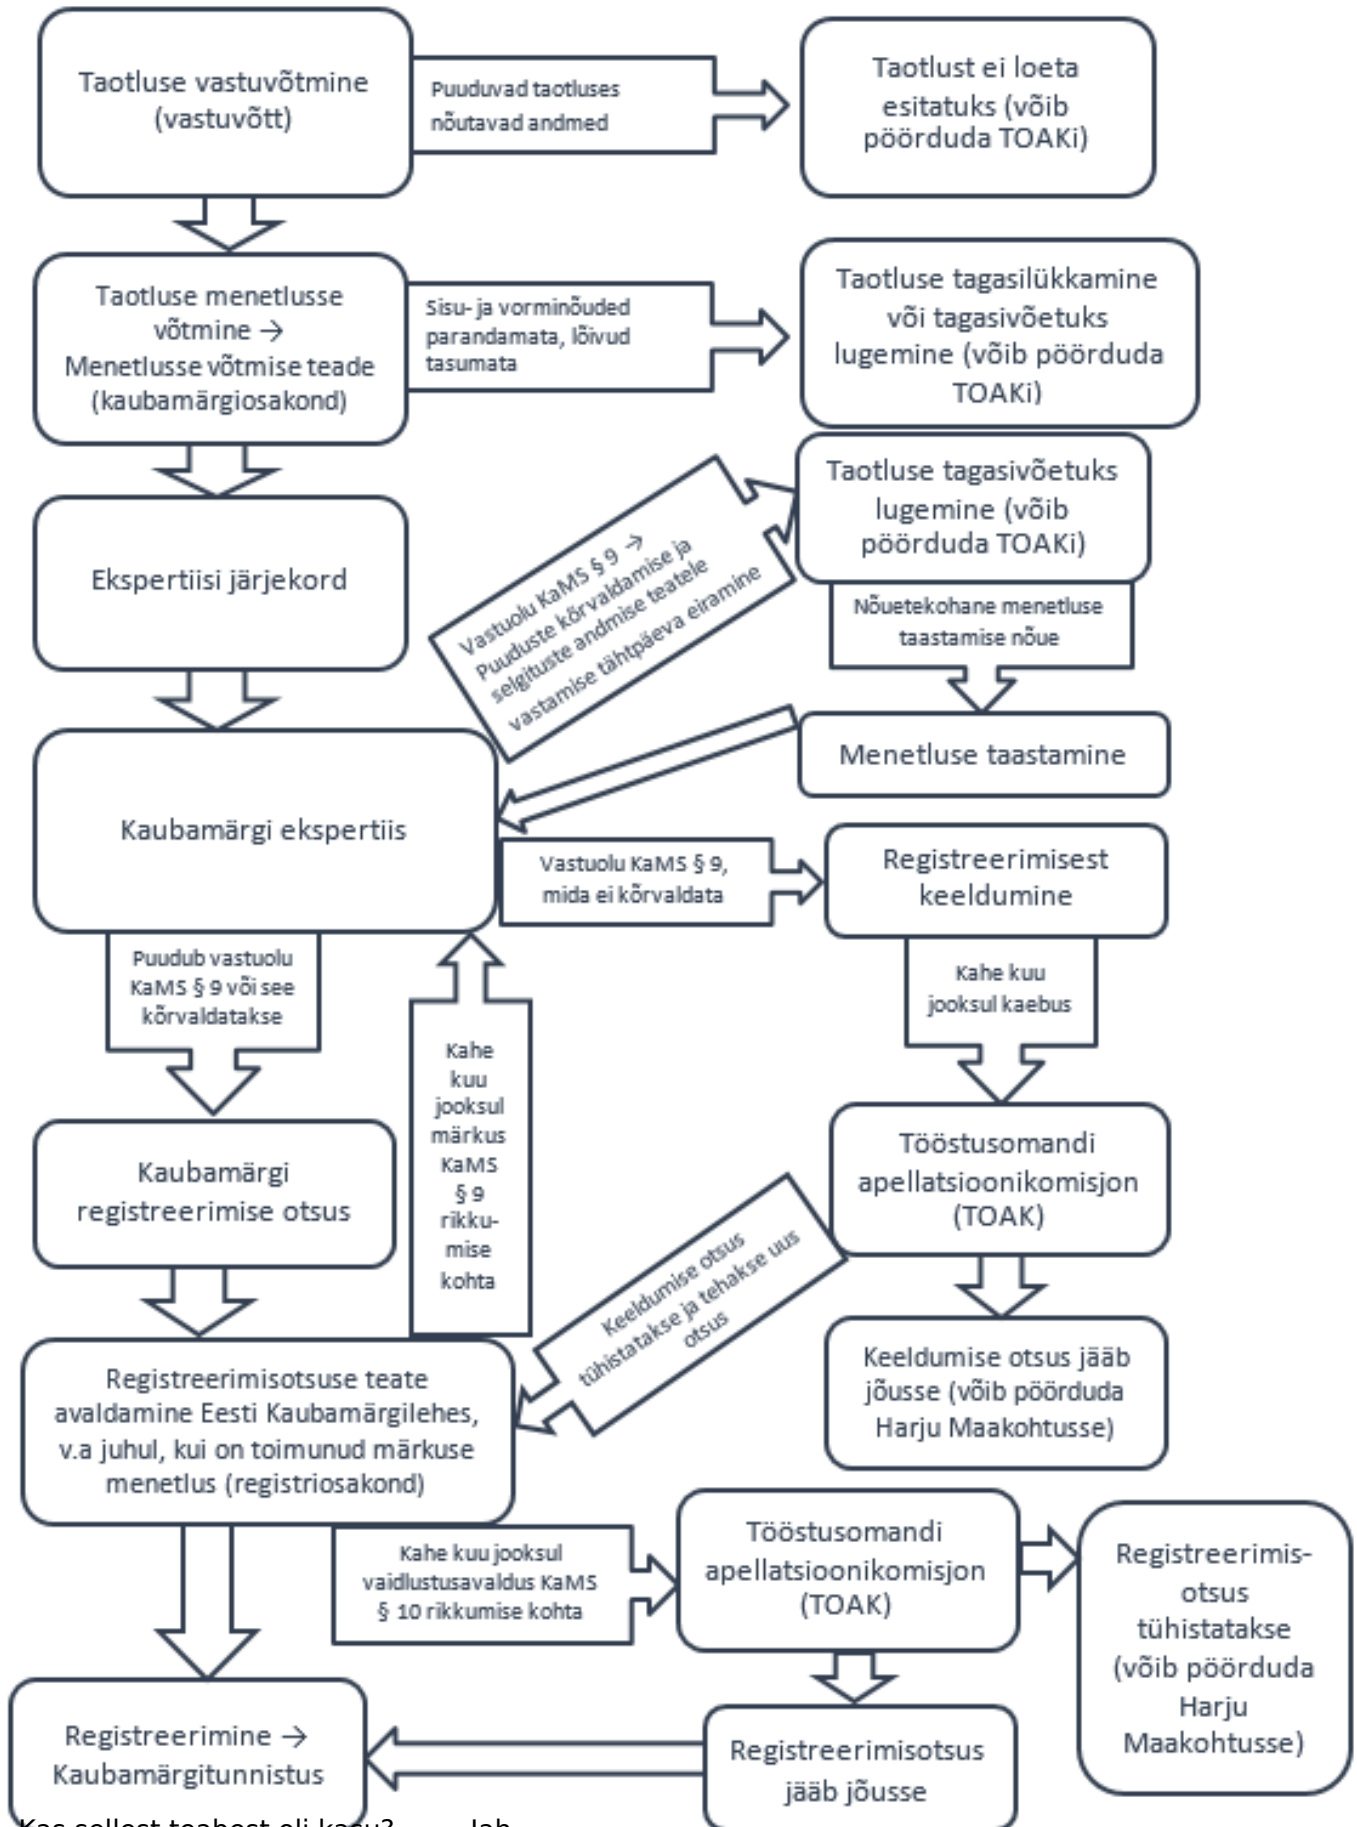 Taotluse vastuvõtmine
(vastuvõtt)
Puuduvad taotluses
nõutavad andmed
Taotlust ei loeta
esitatuks (võib
pöörduda TOAKi)
Taotluse menetlusse
võtmine →
Menetlusse võtmise teade
(kaubamärgiosakond)
Sisu- ja vorminõuded
parandamata, lõivud
tasumata
Taotluse tagasilükkamine
või tagasivõetuks
lugemine (võib pöörduda
TOAKi)
Ekspertiisi järjekord
Vastuolu KaMS § 9 →
Puuduste kõrvaldamise ja
selgituste andmise teatele
vastamise tähtpäeva eiramine
Taotluse tagasivõetuks
lugemine (võib
pöörduda TOAKi)
Nõuetekohane menetluse
taastamise nõue
Menetluse taastamine
Kaubamärgi ekspertiis
Vastuolu KaMS § 9,
mida ei kõrvaldata
Registreerimisest
keeldumine
Puudub vastuolu
KaMS § 9 või see
kõrvaldatakse
Kahe
kuu
jooksul
märkus
KaMS
§ 9
rikku-
mise
kohta
Kahe kuu
jooksul kaebus
Kaubamärgi
registreerimise otsus
Tööstusomandi
apellatsioonikomisjon
(TOAK)
Keeldumise otsus
tühistatakse ja tehakse uus
otsus
Keeldumise otsus jääb
jõusse (võib pöörduda
Harju Maakohtusse)
Registreerimisotsuse teate
avaldamine Eesti Kaubamärgilehes,
v.a juhul, kui on toimunud märkuse
menetlus (registriosakond)
Kahe kuu jooksul
vaidlustusavaldus KaMS
§ 10 rikkumise kohta
Tööstusomandi
apellatsioonikomisjon
(TOAK)
Registreerimis-
otsus
tühistatakse
(võib pöörduda
Harju
Maakohtusse)
Registreerimine →
Kaubamärgitunnistus
Registreerimisotsus
jääb jõusse
Kas sellest teabest oli kasu? Jah